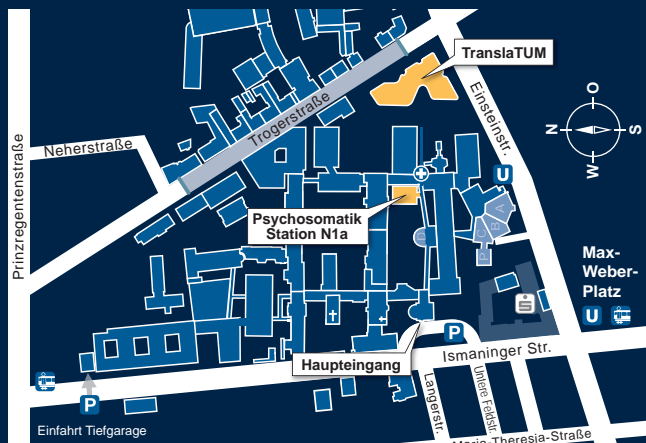 TranslaTUM
Einsteinstr.
O
N
S
W
Trogerstraße
Neherstraße
Prinzregentenstraße
U
Psychosomatik
Station N1a
A
B
C
D
P
Max-
Weber-
Platz
U
S
P
Haupteingang
Ismaninger Str.
P
Langerstr.
Untere Feldstr.
Maria-Theresia-Straße
Einfahrt Tiefgarage